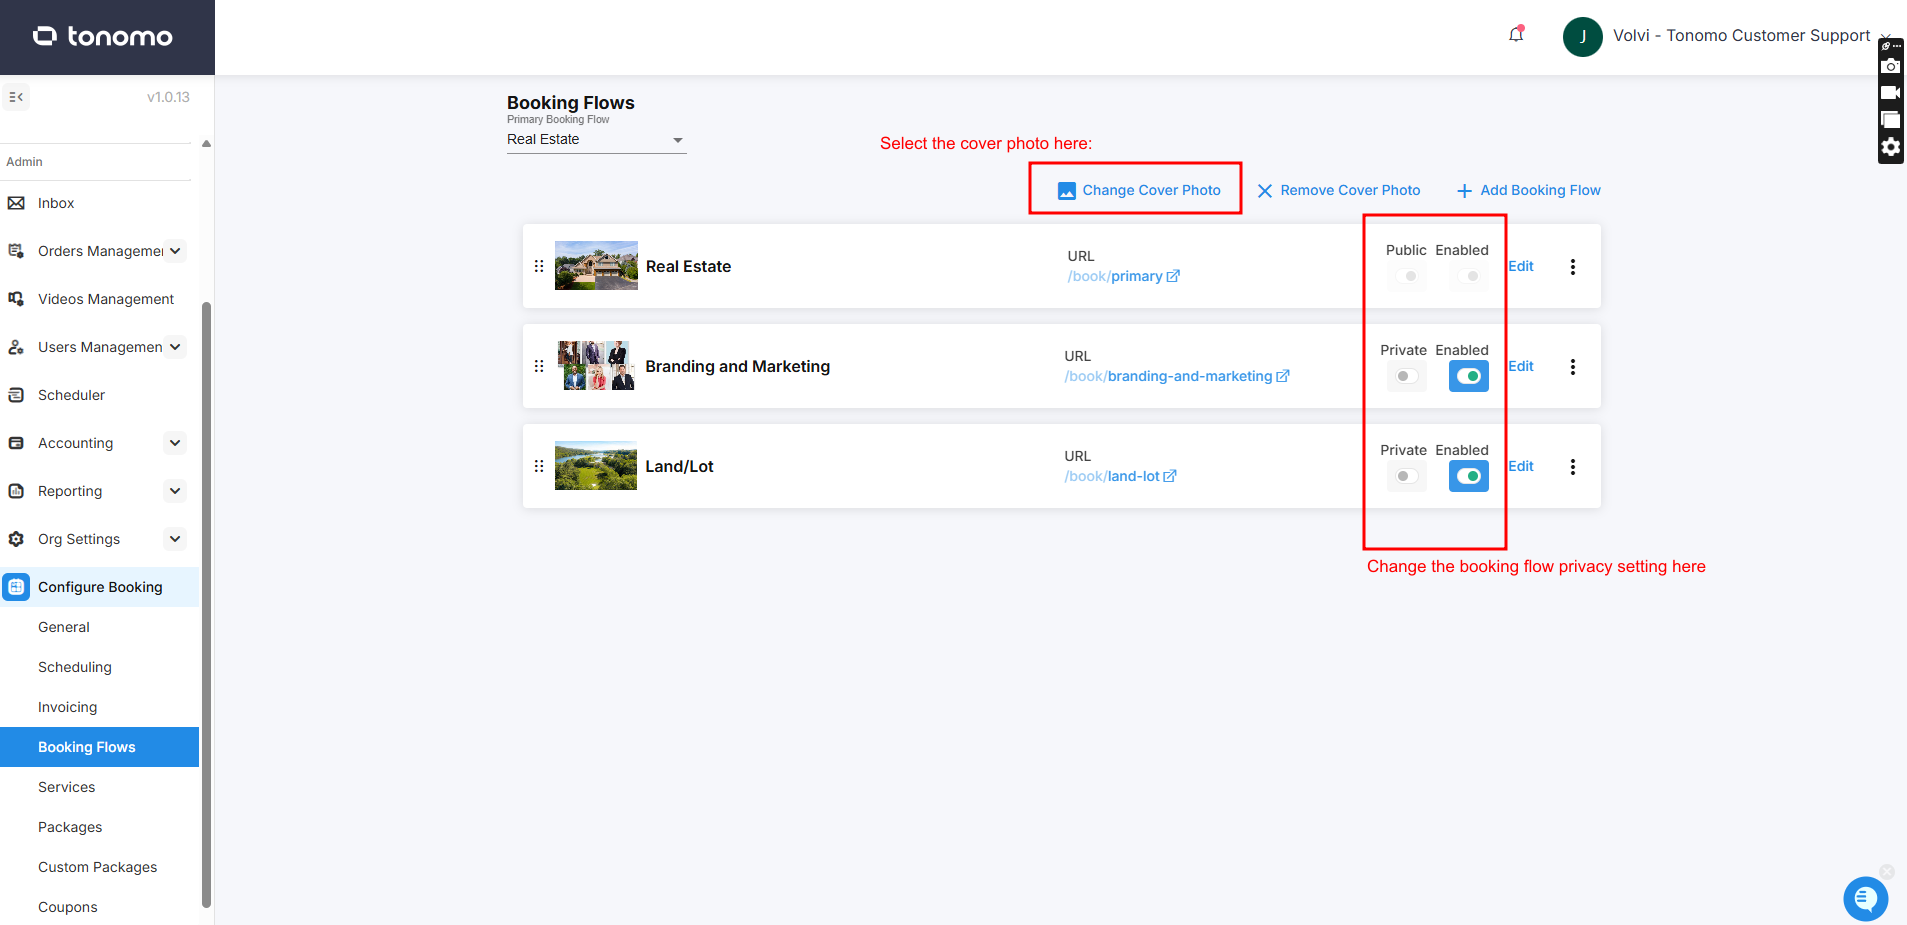 tonomo
Volvi - Tonomo Customer Support
J
v1.0.13
Admin
Inbox
Orders Managemer
Videos Management
Users Managemen
Scheduler
Accounting
Reporting
Org Settings
Configure Booking
General
Scheduling
Invoicing
Booking Flows
Services
Packages
Custom Packages
Coupons
Booking Flows
Primary Booking Flow
Real Estate
Select the cover photo here:
Change Cover Photo
Remove Cover Photo
Add Booking Flow
Real Estate
URL
/book/primary
Public Enabled
Edit
Branding and Marketing
URL
/book/branding-and-marketing
Private Enabled
Edit
Land/Lot
URL
/book/land-lot
Private Enabled
Edit
Change the booking flow privacy setting here